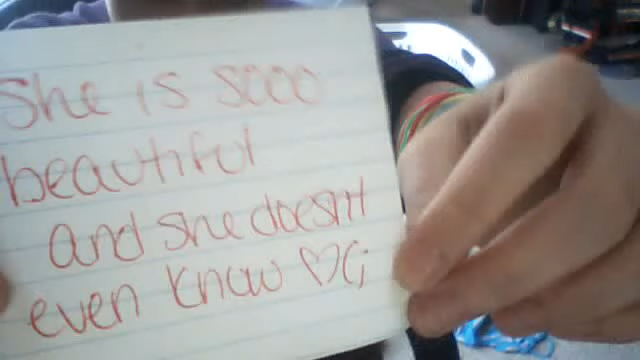 She is sooo
beautiful
and she doesn't
even know ♡(;